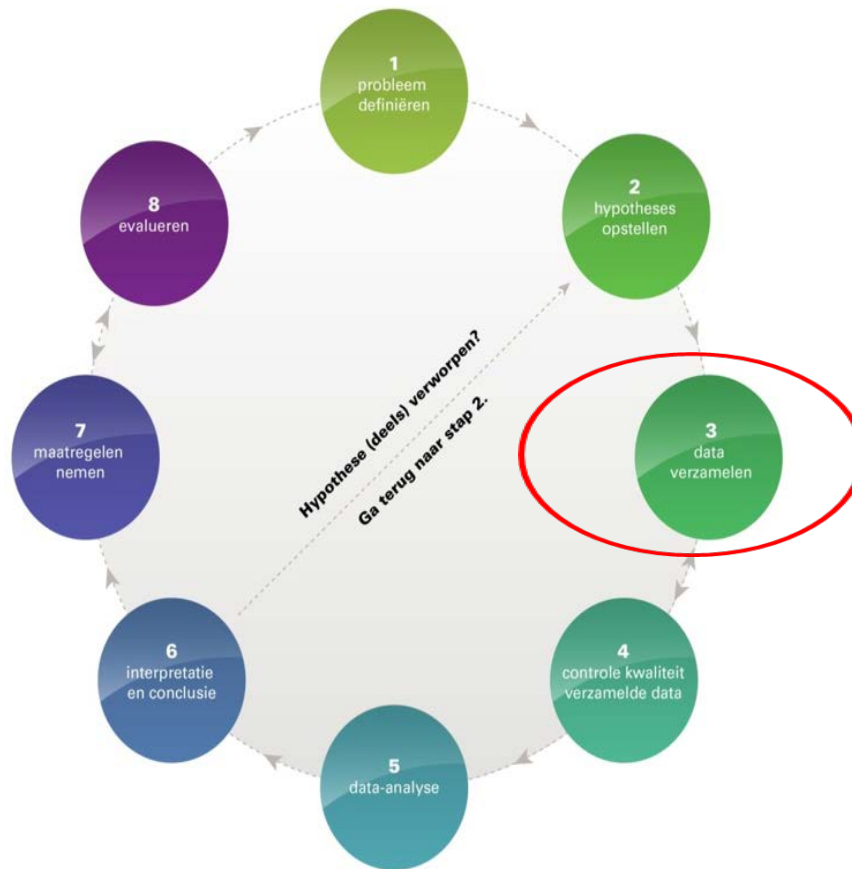 1
probleem
definiëren
2
hypotheses
opstellen
3
data
verzamelen
4
controle kwaliteit
verzamelde data
5
data-analyse
6
interpretatie
en conclusie
7
maatregelen
nemen
8
evalueren
Hypothese (deels) verworpen?
Ga terug naar stap 2.